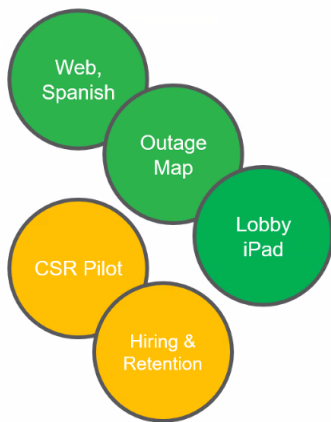 Web,
Spanish
Outage
Map
Lobby
iPad
CSR Pilot
Hiring &
Retention